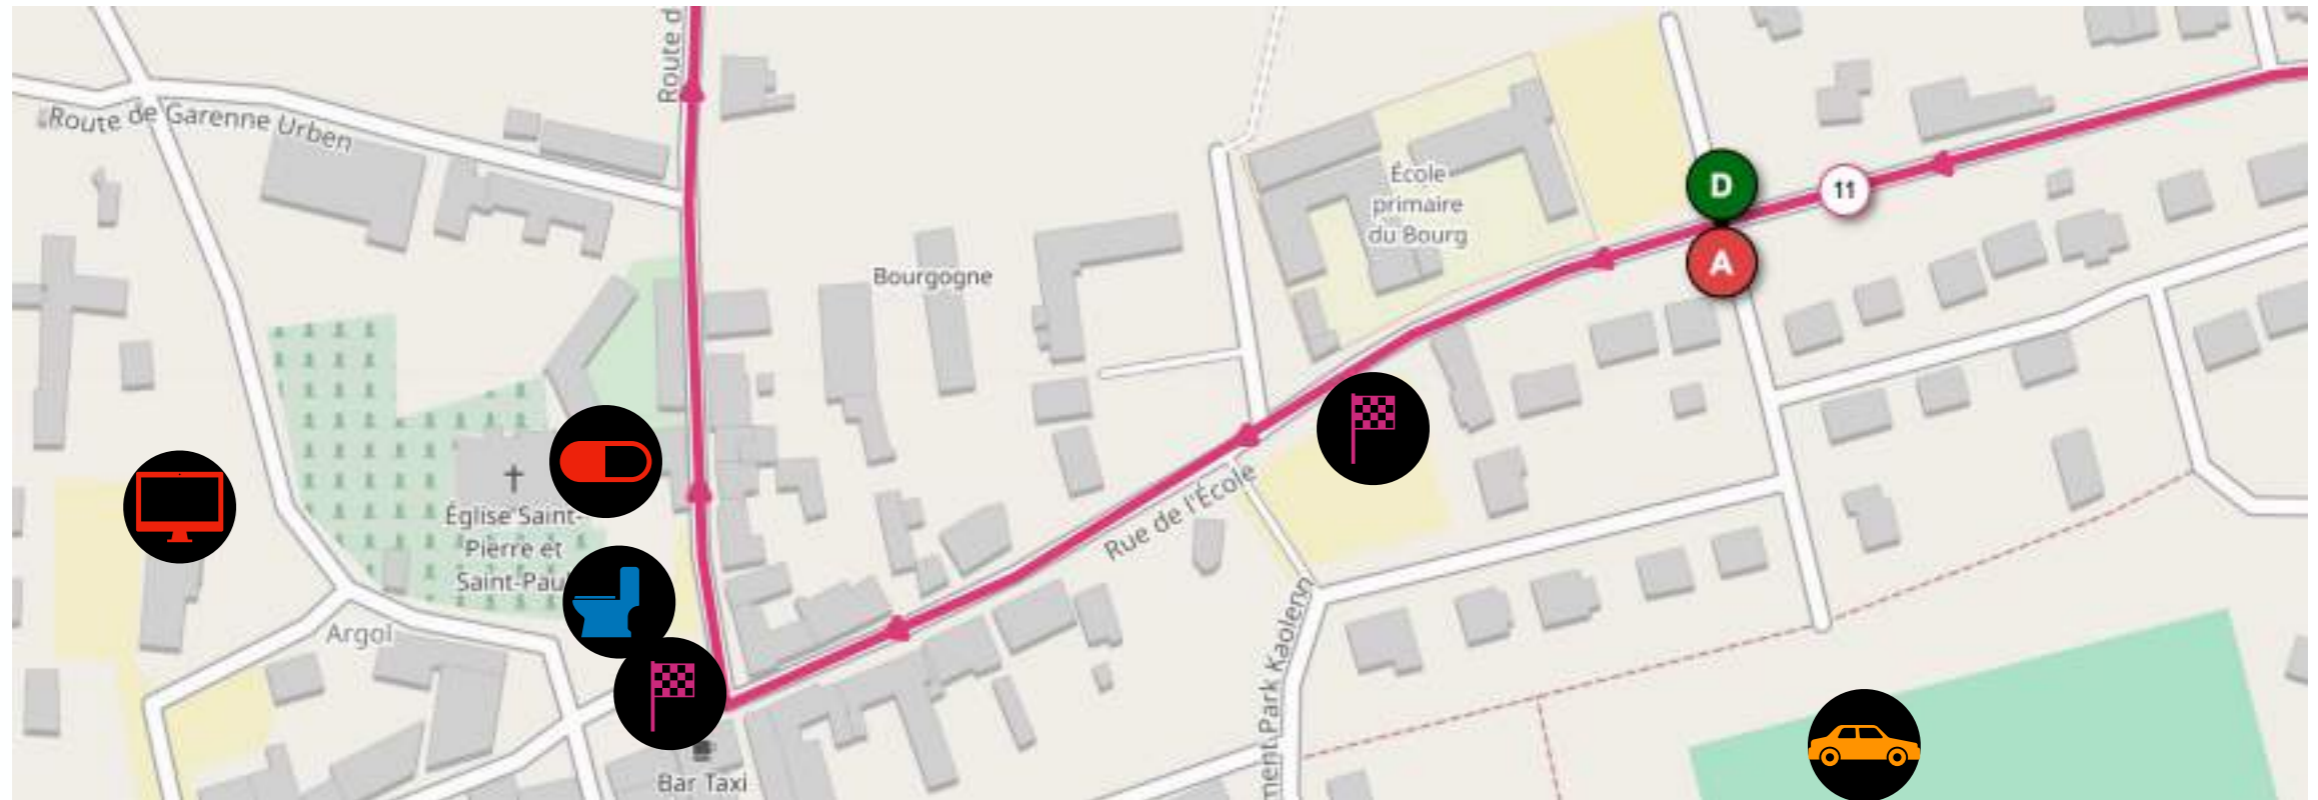 Route d
Route de Garenne Urben
École
primaire
du Bourg
D
11
A
Bourgogne
Église Saint-
Pierre et
Saint-Paul
Rue de l'École
Argol
ment Park Kaolenn
Bar Taxi